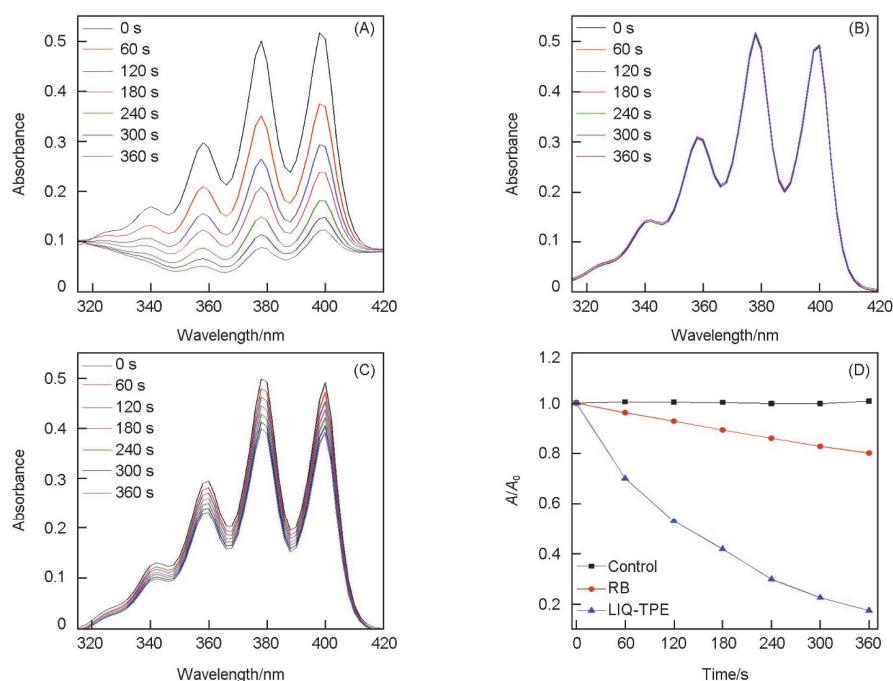 (A)
0.5
0.4
0.3
0.2
0.1
0
Absorbance
0 s
60 s
120 s
180 s
240 s
300 s
360 s
320 340 360 380 400 420
Wavelength/nm
(B)
0.5
0.4
0.3
0.2
0.1
0
Absorbance
0 s
60 s
120 s
180 s
240 s
300 s
360 s
320 340 360 380 400 420
Wavelength/nm
(C)
0.5
0.4
0.3
0.2
0.1
0
Absorbance
0 s
60 s
120 s
180 s
240 s
300 s
360 s
320 340 360 380 400 420
Wavelength/nm
(D)
1.2
1.0
0.8
0.6
0.4
0.2
A/A₀
Control
RB
LIQ-TPE
0 60 120 180 240 300 360
Time/s